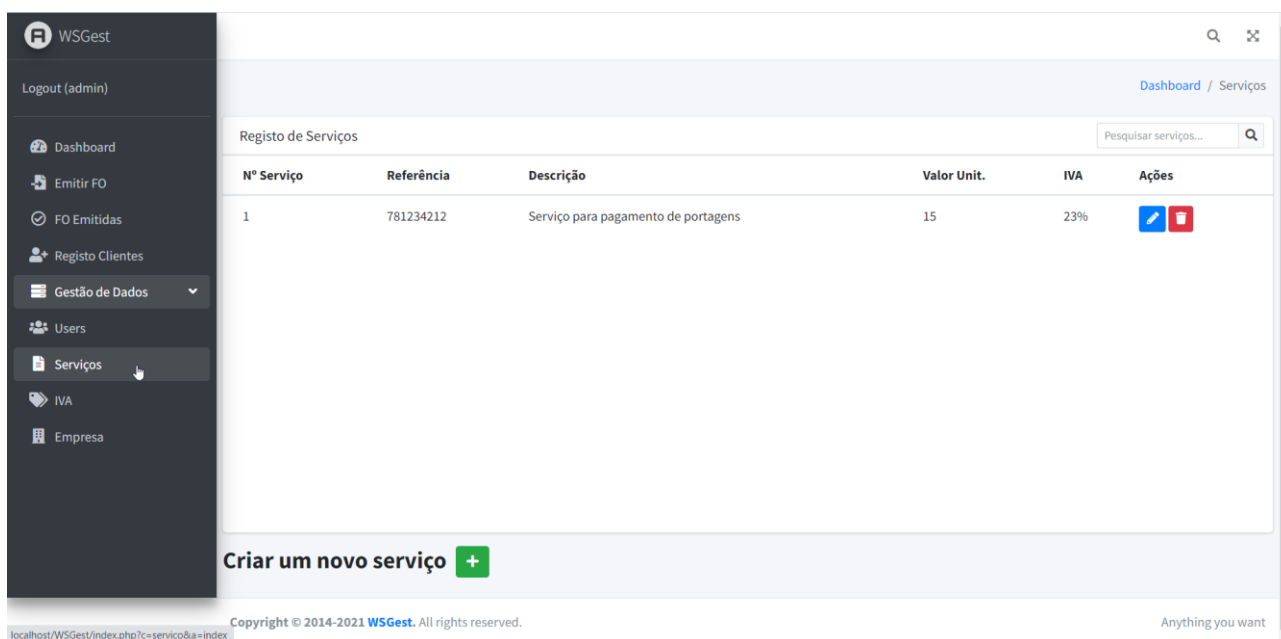 WSGest
Logout (admin)
Dashboard
Emitir FO
FO Emitidas
Registo Clientes
Gestão de Dados
Users
Serviços
IVA
Empresa
Dashboard / Serviços
Registo de Serviços
Pesquisar serviços...
Nº Serviço Referência Descrição Valor Unit. IVA Ações
1 781234212 Serviço para pagamento de portagens 15 23%
Criar um novo serviço +
Copyright © 2014-2021 WSGest. All rights reserved. Anything you want
localhost/WSGest/index.php?c=servico&a=index